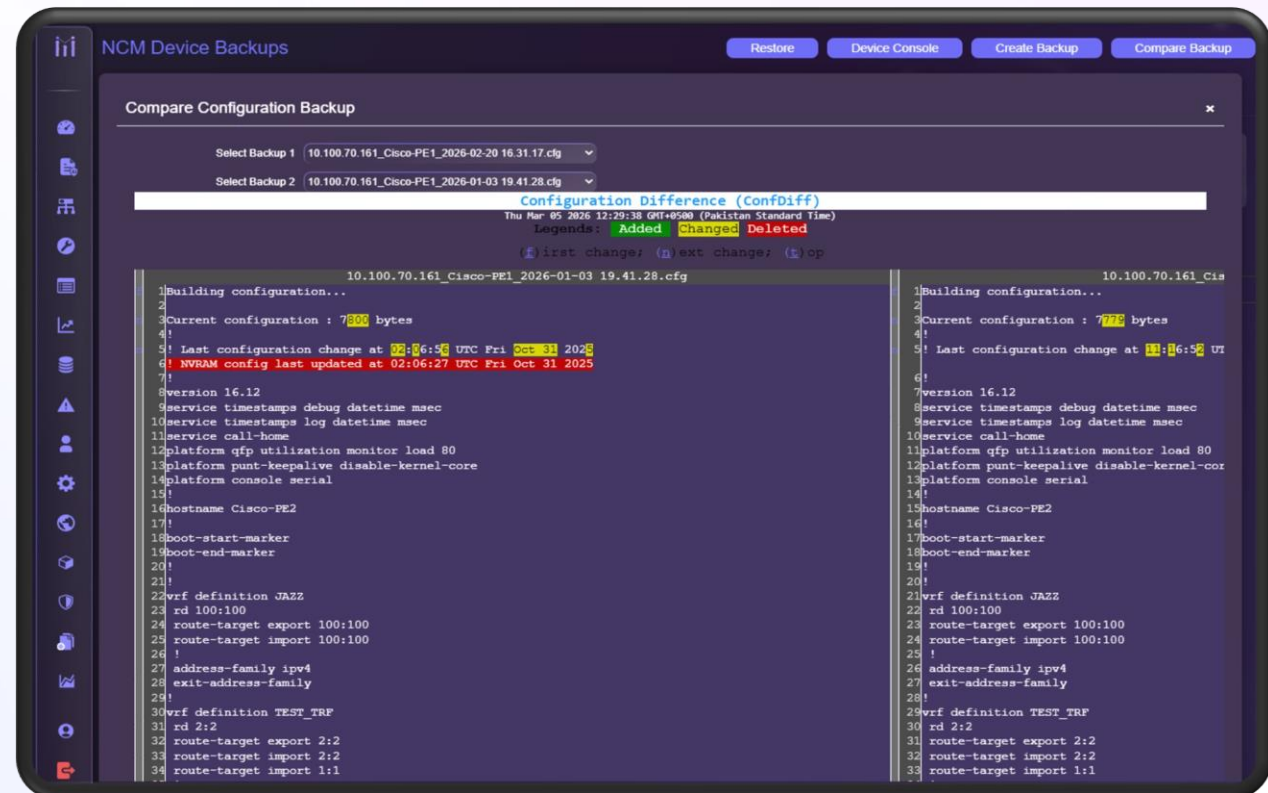 NCM Device Backups
Restore
Device Console
Create Backup
Compare Backup
Compare Configuration Backup
×
Select Backup 1 10.100.70.161_Cisco-PE1_2026-02-20 16.31.17.cfg
Select Backup 2 10.100.70.161_Cisco-PE1_2026-01-03 19.41.28.cfg
Configuration Difference (ConfDiff)
Thu Mar 05 2026 12:29:38 GMT+0500 (Pakistan Standard Time)
Legends: Added Changed Deleted
(f)irst change; (n)ext change; (t)op
10.100.70.161_Cisco-PE1_2026-01-03 19.41.28.cfg
1Building configuration...
2
3Current configuration : 7800 bytes
4!
5! Last configuration change at 02:06:56 UTC Fri Oct 31 2025
6! NVRAM config last updated at 02:06:27 UTC Fri Oct 31 2025
7!
8version 16.12
9service timestamps debug datetime msec
10service timestamps log datetime msec
11service call-home
12platform qfp utilization monitor load 80
13platform punt-keepalive disable-kernel-core
14platform console serial
15!
16hostname Cisco-PE2
17!
18boot-start-marker
19boot-end-marker
20!
21!
22vrf definition JAZZ
23 rd 100:100
24 route-target export 100:100
25 route-target import 100:100
26 !
27 address-family ipv4
28 exit-address-family
29!
30vrf definition TEST_TRF
31 rd 2:2
32 route-target export 2:2
33 route-target import 2:2
34 route-target import 1:1
10.100.70.161_Cis
1Building configuration...
2
3Current configuration : 7779 bytes
4!
5! Last configuration change at 11:16:52 UT
6!
7version 16.12
8service timestamps debug datetime msec
9service timestamps log datetime msec
10service call-home
11platform qfp utilization monitor load 80
12platform punt-keepalive disable-kernel-cor
13platform console serial
14!
15hostname Cisco-PE2
16!
17boot-start-marker
18boot-end-marker
19!
20!
21vrf definition JAZZ
22 rd 100:100
23 route-target export 100:100
24 route-target import 100:100
25 !
26 address-family ipv4
27 exit-address-family
28!
29vrf definition TEST_TRF
30 rd 2:2
31 route-target export 2:2
32 route-target import 2:2
33 route-target import 1:1